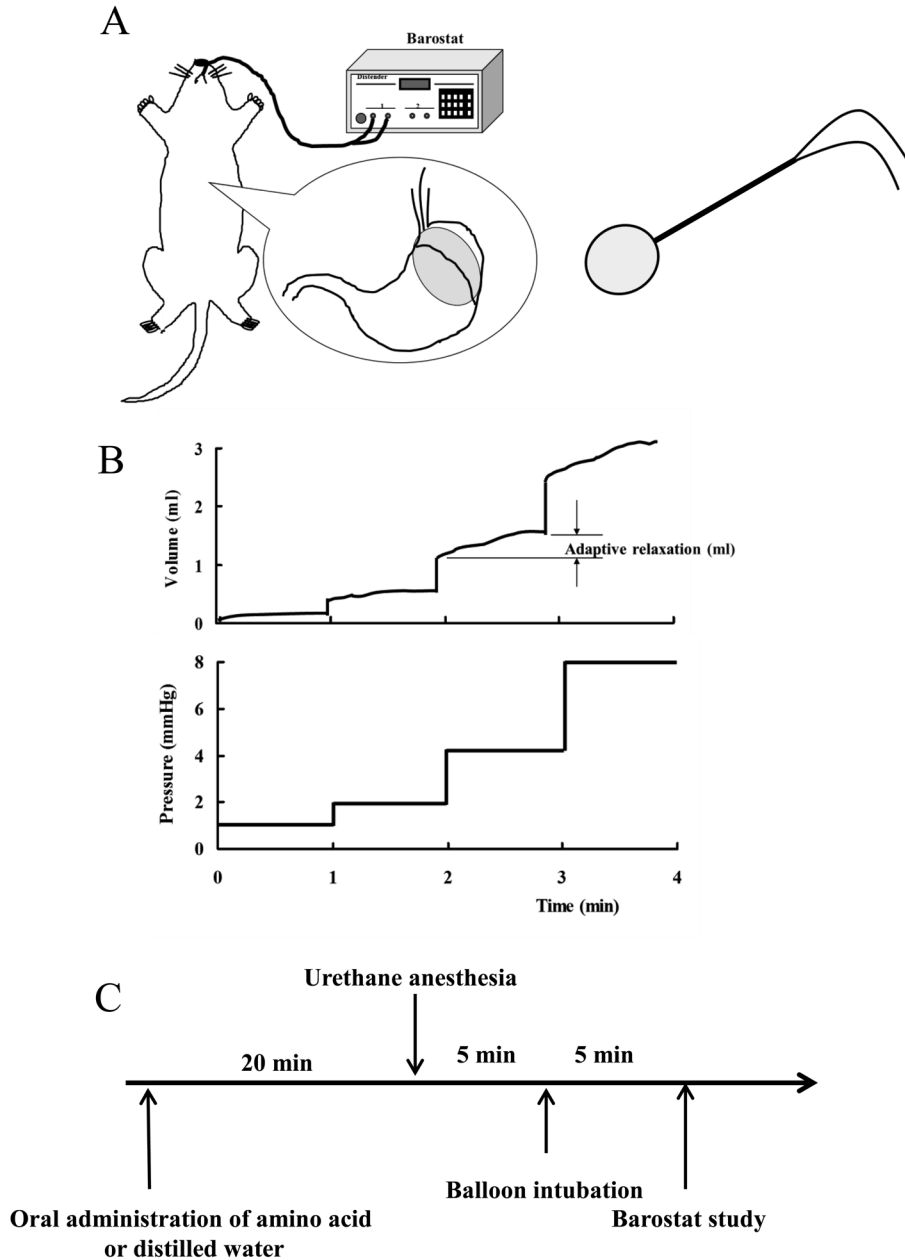 A
Barostat
Distender
1
2
B
3
2
1
0
Volume (ml)
Adaptive relaxation (ml)
8
6
4
2
0
Pressure (mmHg)
0
1
2
3
4
Time (min)
C
Urethane anesthesia
20 min
5 min
5 min
Balloon intubation
Barostat study
Oral administration of amino acid
or distilled water